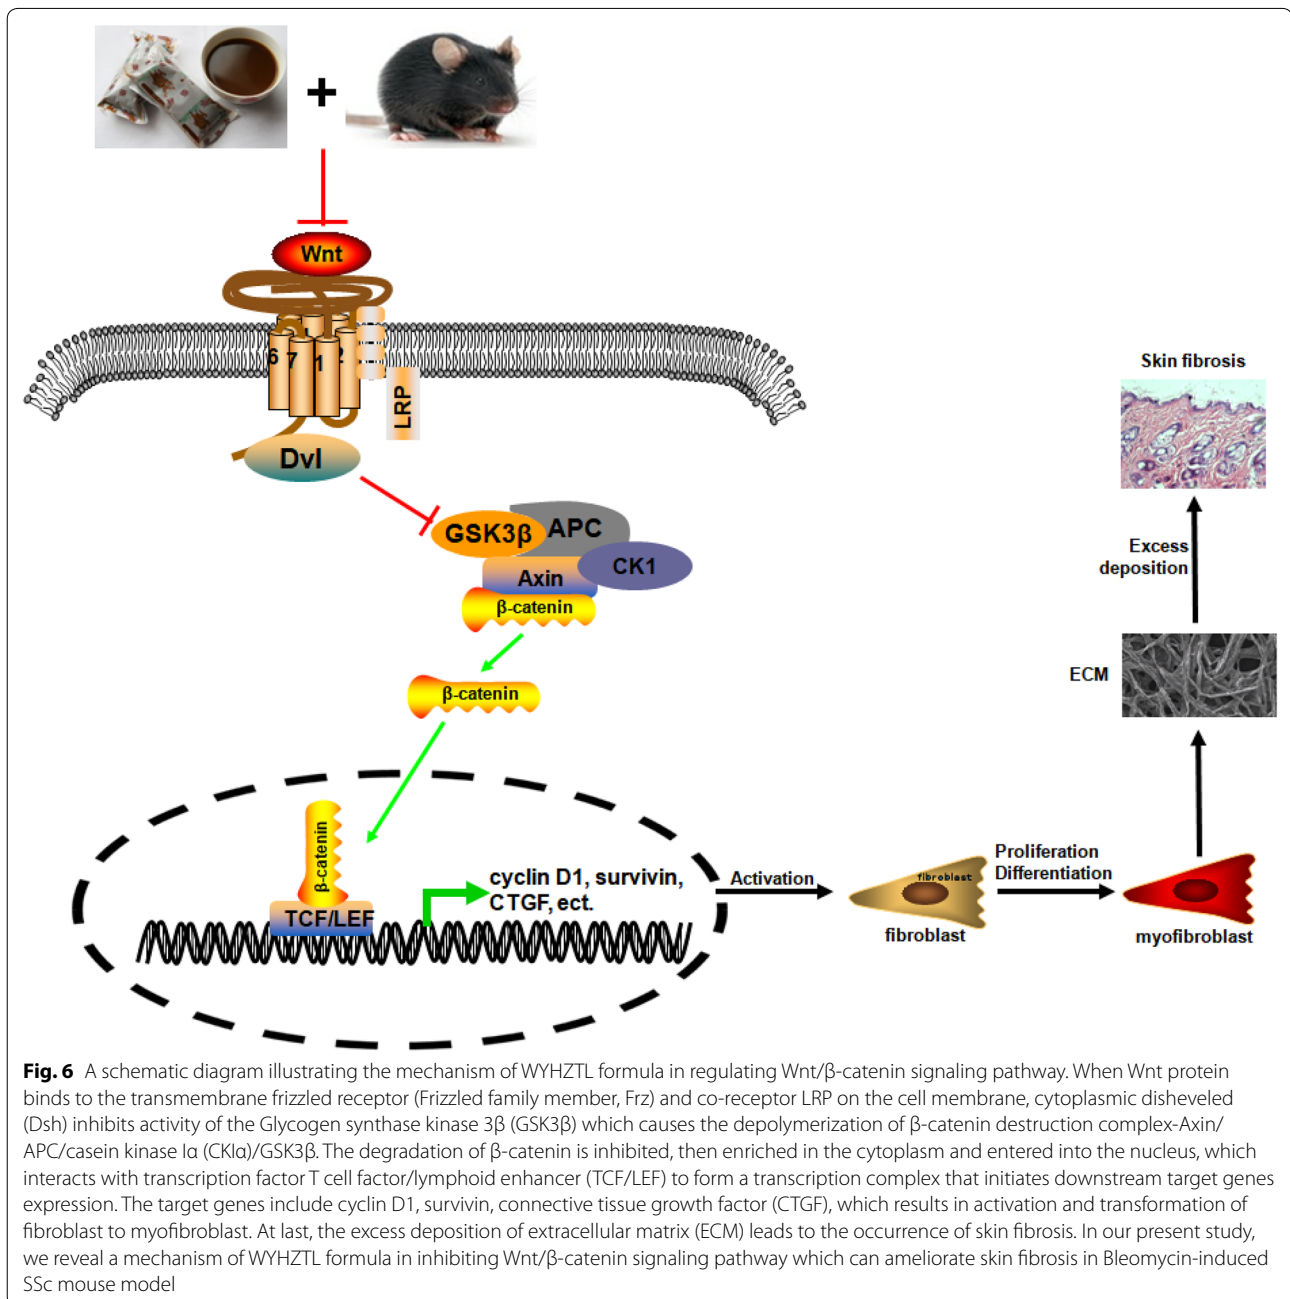 +
Wnt
6 7 1 2
LRP
Dvl
GSK3β
APC
CK1
Axin
β-catenin
β-catenin
β-catenin
TCF/LEF
cyclin D1, survivin,
CTGF, ect.
Activation
fibroblast
fibroblast
Proliferation
Differentiation
myofibroblast
ECM
Excess
deposition
Skin fibrosis
Fig. 6 A schematic diagram illustrating the mechanism of WYHZTL formula in regulating Wnt/β-catenin signaling pathway. When Wnt protein
binds to the transmembrane frizzled receptor (Frizzled family member, Frz) and co-receptor LRP on the cell membrane, cytoplasmic disheveled
(Dsh) inhibits activity of the Glycogen synthase kinase 3β (GSK3β) which causes the depolymerization of β-catenin destruction complex-Axin/
APC/casein kinase Iα (CKIα)/GSK3β. The degradation of β-catenin is inhibited, then enriched in the cytoplasm and entered into the nucleus, which
interacts with transcription factor T cell factor/lymphoid enhancer (TCF/LEF) to form a transcription complex that initiates downstream target genes
expression. The target genes include cyclin D1, survivin, connective tissue growth factor (CTGF), which results in activation and transformation of
fibroblast to myofibroblast. At last, the excess deposition of extracellular matrix (ECM) leads to the occurrence of skin fibrosis. In our present study,
we reveal a mechanism of WYHZTL formula in inhibiting Wnt/β-catenin signaling pathway which can ameliorate skin fibrosis in Bleomycin-induced
SSc mouse model